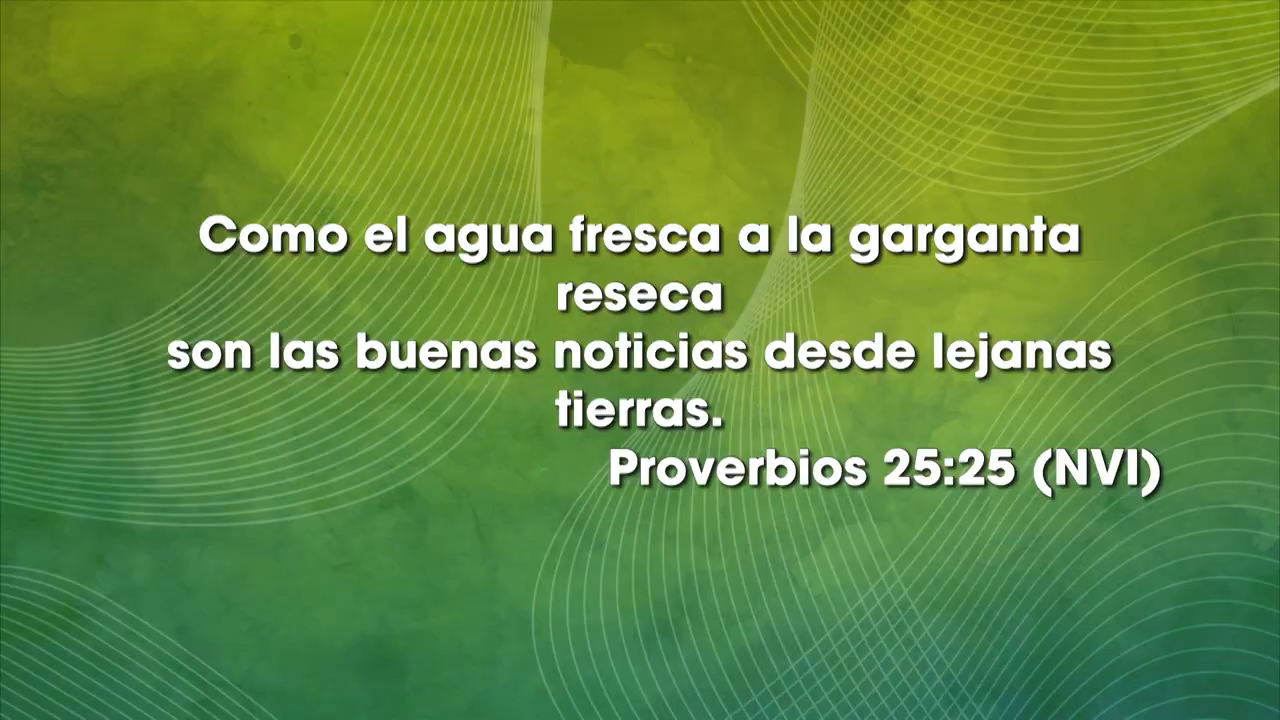 Como el agua fresca a la garganta
reseca
son las buenas noticias desde lejanas
tierras.
Proverbios 25:25 (NVI)